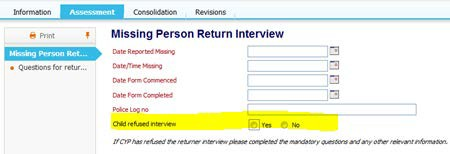 Information Assessment Consolidation Revisions
Print
Missing Person Ret...
Questions for retur...
Missing Person Return Interview
Date Reported Missing
Date/Time Missing
Date Form Commenced
Date Form Completed
Police Log no
Child refused interview Yes No
If CYP has refused the returner interview please completed the mandatory questions and any other relevant information.